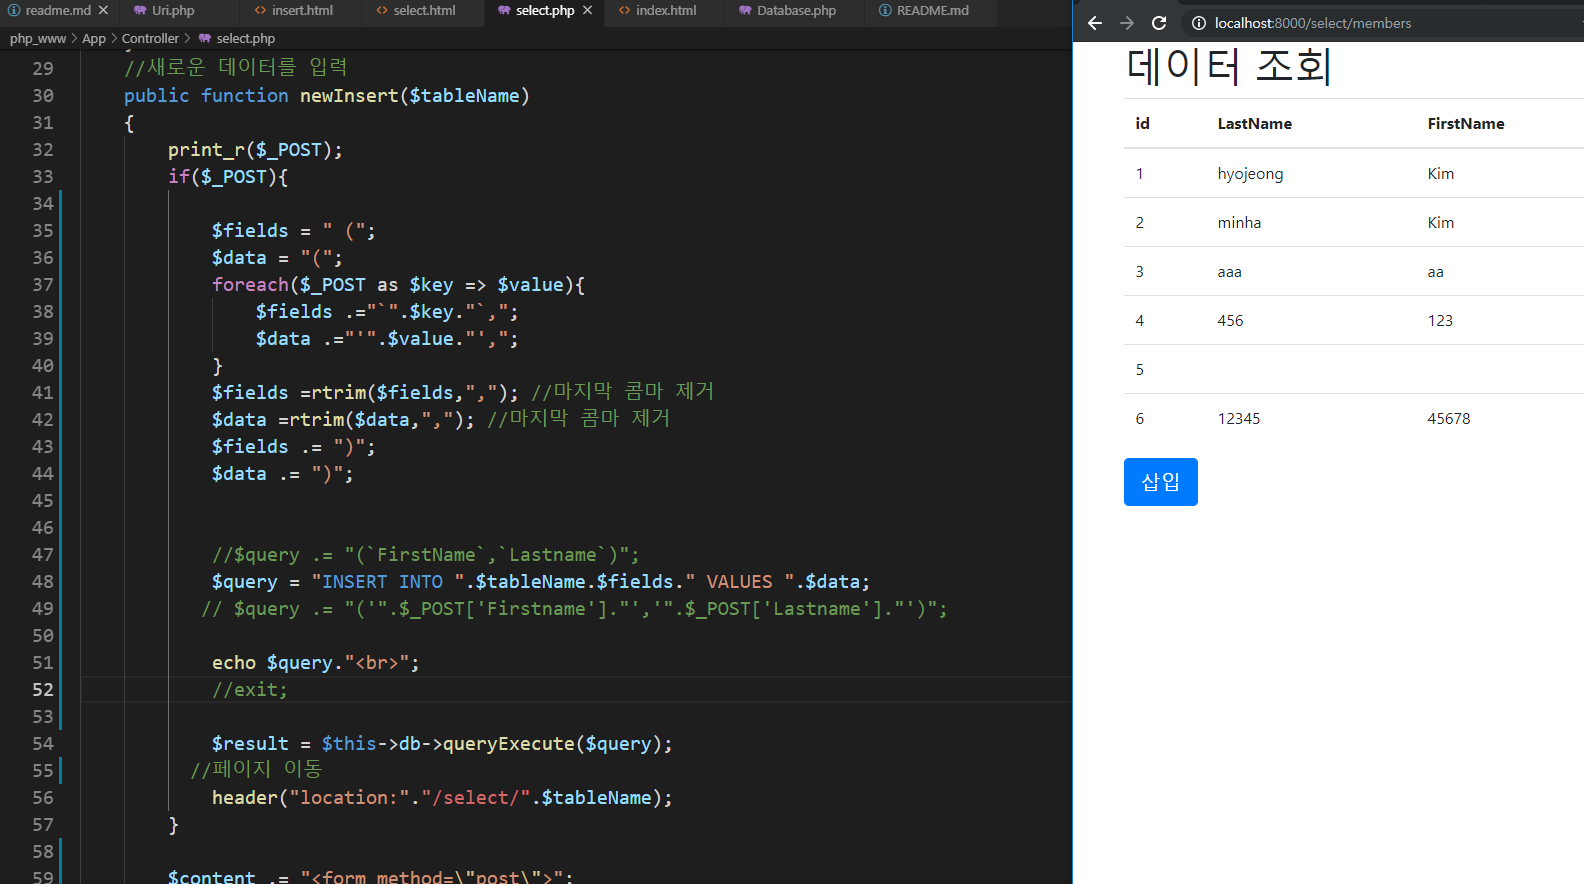 readme.md Uri.php insert.html select.html select.php index.html Database.php README.md
php_www > App > Controller > select.php
29 //새로운 데이터를 입력
30 public function newInsert($tableName)
31 {
32 print_r($_POST);
33 if($_POST){
34
35 $fields = " (";
36 $data = "(";
37 foreach($_POST as $key => $value){
38 $fields .="`".$key."`,";
39 $data .="'".$value."',";
40 }
41 $fields =rtrim($fields,","); //마지막 콤마 제거
42 $data =rtrim($data,","); //마지막 콤마 제거
43 $fields .= ")";
44 $data .= ")";
45
46
47 //$query .= "(`FirstName`,`Lastname`)";
48 $query = "INSERT INTO ".$tableName.$fields." VALUES ".$data;
49 // $query .= "('".$_POST['Firstname']."','".$_POST['Lastname']."')";
50
51 echo $query."<br>";
52 //exit;
53
54 $result = $this->db->queryExecute($query);
55 //페이지 이동
56 header("location:"."/select/".$tableName);
57 }
58
59 $content .= "<form method=\"post\">";
localhost:8000/select/members
데이터 조회
id LastName FirstName
1 hyojeong Kim
2 minha Kim
3 aaa aa
4 456 123
5
6 12345 45678
삽입